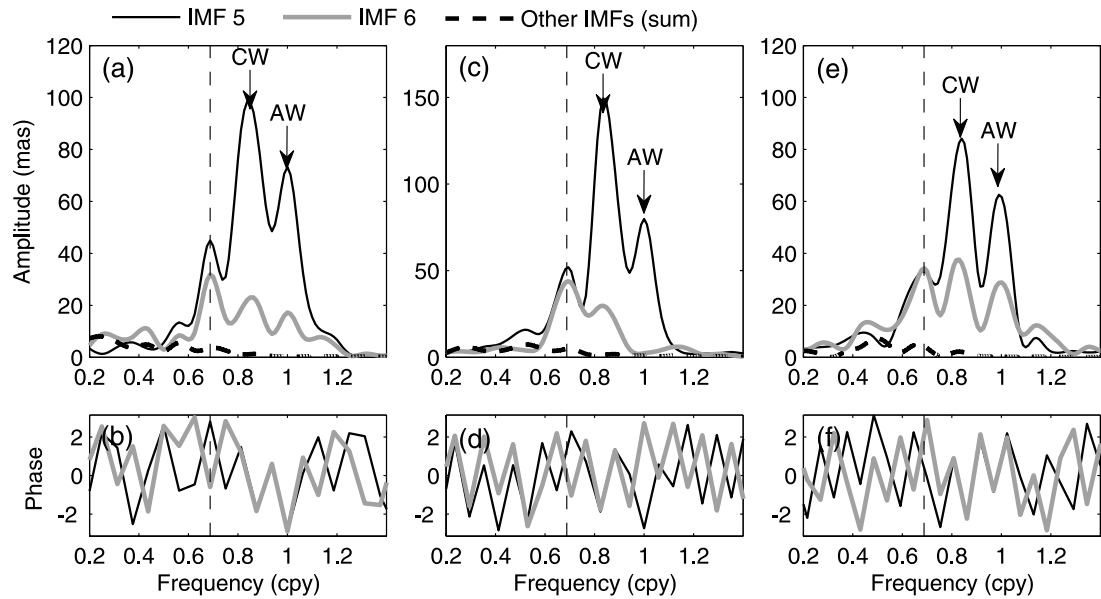 IMF 5 IMF 6 Other IMFs (sum)
(a) (c) (e)
CW AW
CW AW
CW AW
Amplitude (mas)
120
100
80
60
40
20
0
150
100
50
0
120
100
80
60
40
20
0
0.2 0.4 0.6 0.8 1 1.2
0.2 0.4 0.6 0.8 1 1.2
0.2 0.4 0.6 0.8 1 1.2
(b) (d) (f)
Phase
2
0
-2
2
0
-2
2
0
-2
0.2 0.4 0.6 0.8 1 1.2
0.2 0.4 0.6 0.8 1 1.2
0.2 0.4 0.6 0.8 1 1.2
Frequency (cpy) Frequency (cpy) Frequency (cpy)